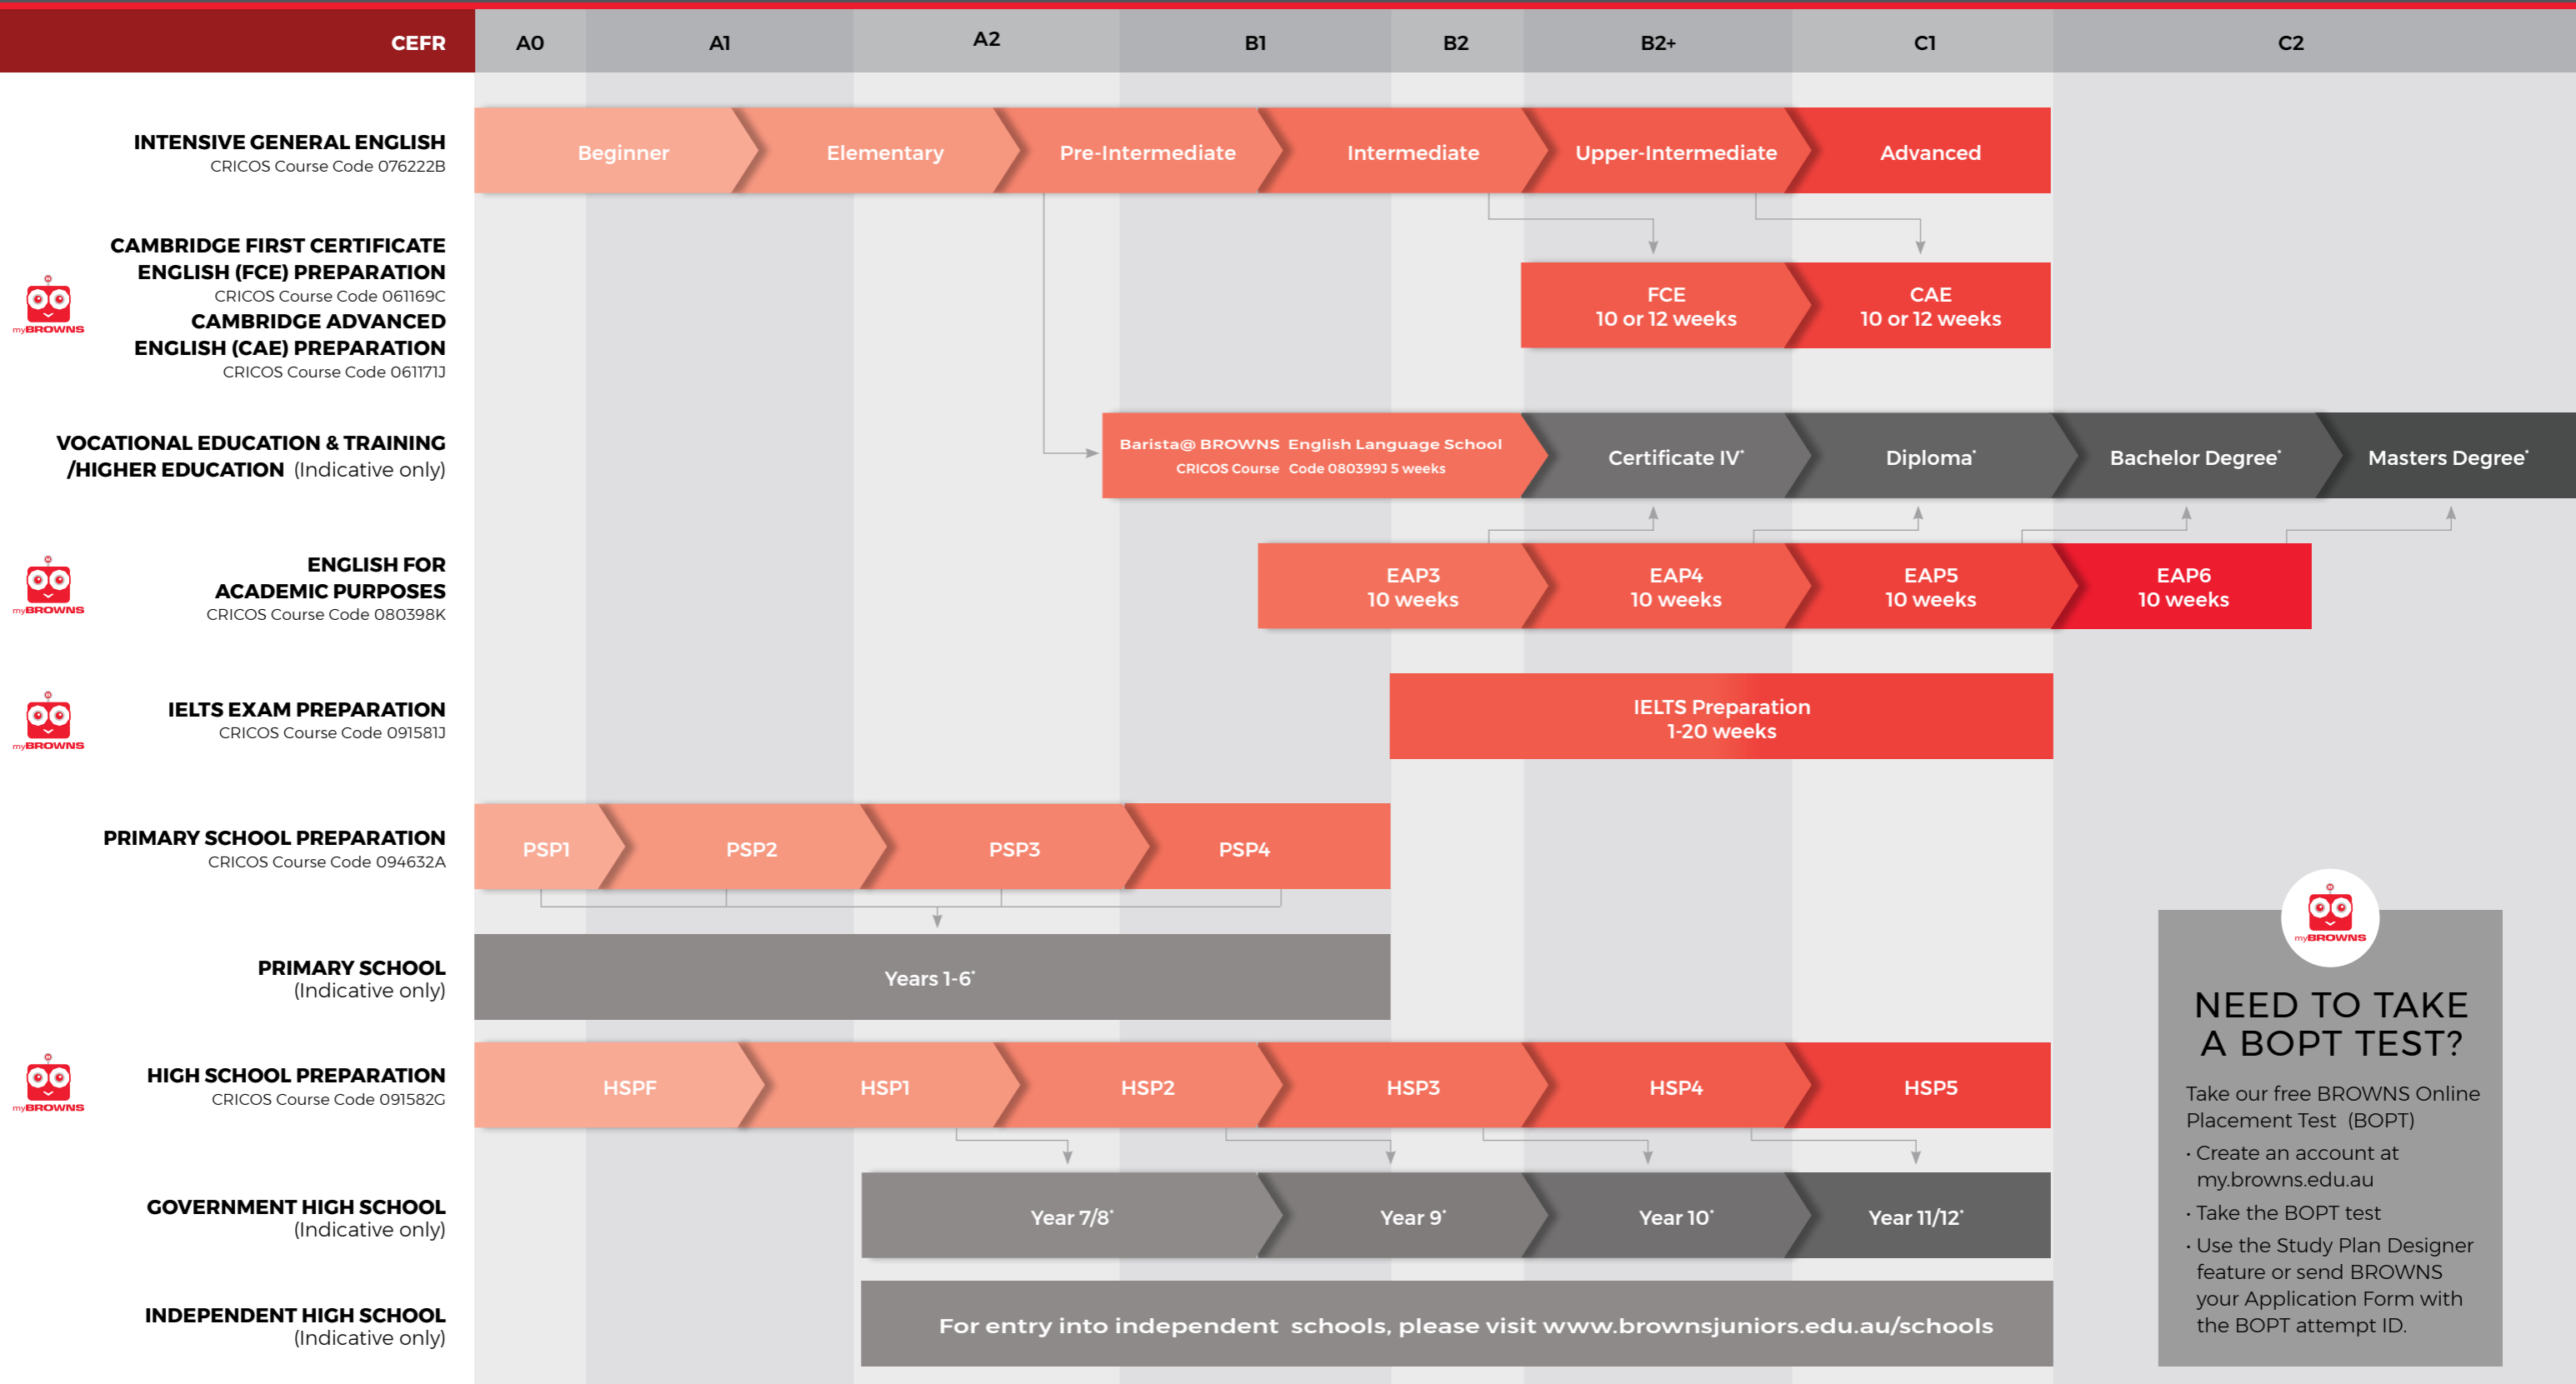 CEFR A0 A1 A2 B1 B2 B2+ C1 C2
INTENSIVE GENERAL ENGLISH
CRICOS Course Code 076222B
Beginner Elementary Pre-Intermediate Intermediate Upper-Intermediate Advanced
CAMBRIDGE FIRST CERTIFICATE
ENGLISH (FCE) PREPARATION
CRICOS Course Code 061169C
CAMBRIDGE ADVANCED
ENGLISH (CAE) PREPARATION
CRICOS Course Code 061171J
myBROWNS
FCE
10 or 12 weeks
CAE
10 or 12 weeks
VOCATIONAL EDUCATION & TRAINING
/HIGHER EDUCATION (Indicative only)
Barista@ BROWNS English Language School
CRICOS Course Code 080399J 5 weeks
Certificate IV* Diploma* Bachelor Degree* Masters Degree*
myBROWNS
ENGLISH FOR
ACADEMIC PURPOSES
CRICOS Course Code 080398K
EAP3
10 weeks
EAP4
10 weeks
EAP5
10 weeks
EAP6
10 weeks
myBROWNS
IELTS EXAM PREPARATION
CRICOS Course Code 091581J
IELTS Preparation
1-20 weeks
PRIMARY SCHOOL PREPARATION
CRICOS Course Code 094632A
PSP1 PSP2 PSP3 PSP4
PRIMARY SCHOOL
(Indicative only)
Years 1-6*
myBROWNS
HIGH SCHOOL PREPARATION
CRICOS Course Code 091582G
HSPF HSP1 HSP2 HSP3 HSP4 HSP5
GOVERNMENT HIGH SCHOOL
(Indicative only)
Year 7/8* Year 9* Year 10* Year 11/12*
INDEPENDENT HIGH SCHOOL
(Indicative only)
For entry into independent schools, please visit www.brownsjuniors.edu.au/schools
myBROWNS
NEED TO TAKE
A BOPT TEST?
Take our free BROWNS Online
Placement Test (BOPT)
• Create an account at
my.browns.edu.au
• Take the BOPT test
• Use the Study Plan Designer
feature or send BROWNS
your Application Form with
the BOPT attempt ID.